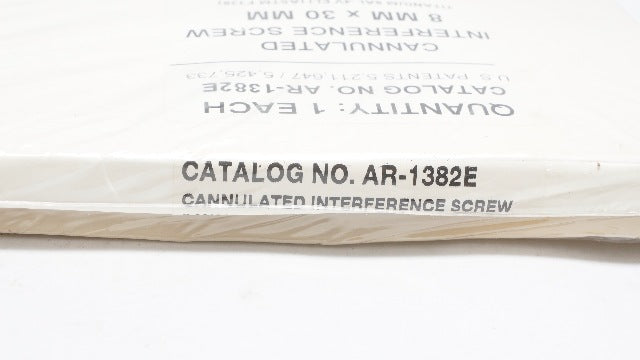 QUANTITY: 1 EACH
CATALOG NO. AR-1382E
U.S. PATENTS 5,211,647 / 5,425,733
CANNULATED
INTERFERENCE SCREW
8 MM x 30 MM
CATALOG NO. AR-1382E
CANNULATED INTERFERENCE SCREW